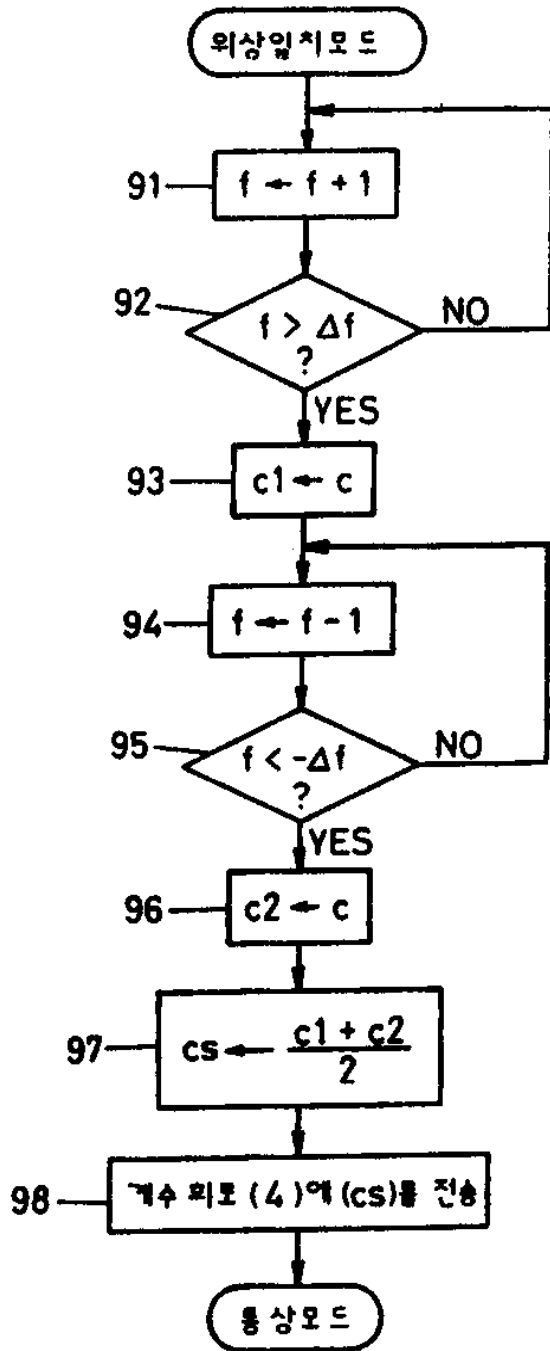 위상일치모드
91
f ← f + 1
92
f > Δf
?
NO
YES
93
c1 ← c
94
f ← f - 1
95
f < -Δf
?
NO
YES
96
c2 ← c
97
cs ← c1 + c2
2
98
계수 회로 (4)에 (cs)를 전송
통상모드